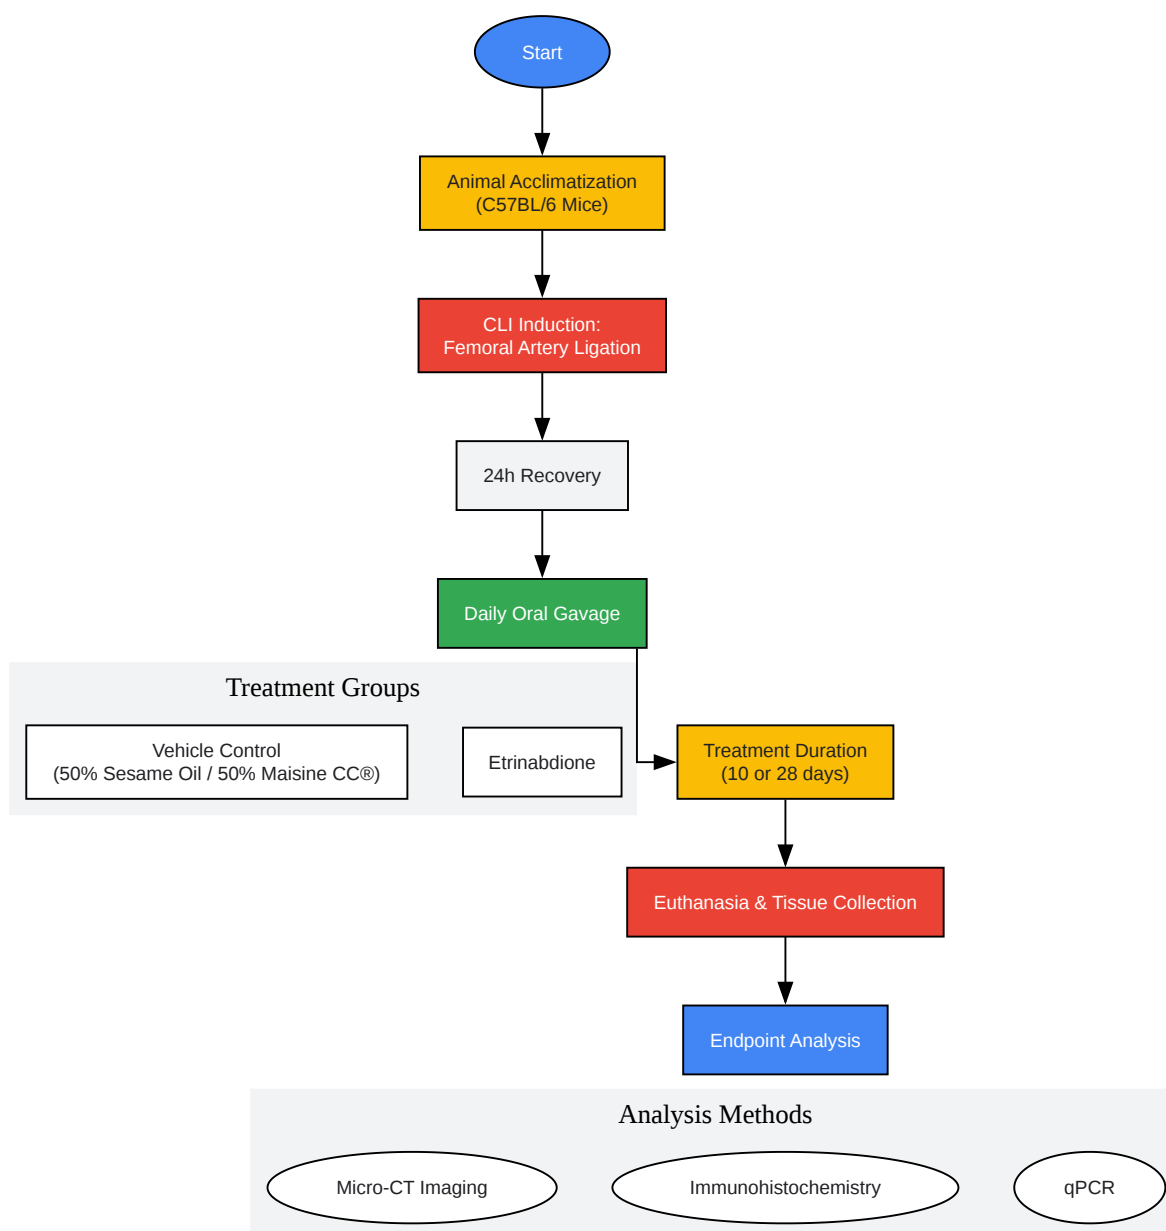 Start
Animal Acclimatization
(C57BL/6 Mice)
CLI Induction:
Femoral Artery Ligation
24h Recovery
Daily Oral Gavage
Treatment Groups
Vehicle Control
(50% Sesame Oil / 50% Maisine CC®)
Etrinabdione
Treatment Duration
(10 or 28 days)
Euthanasia & Tissue Collection
Endpoint Analysis
Analysis Methods
Micro-CT Imaging
Immunohistochemistry
qPCR